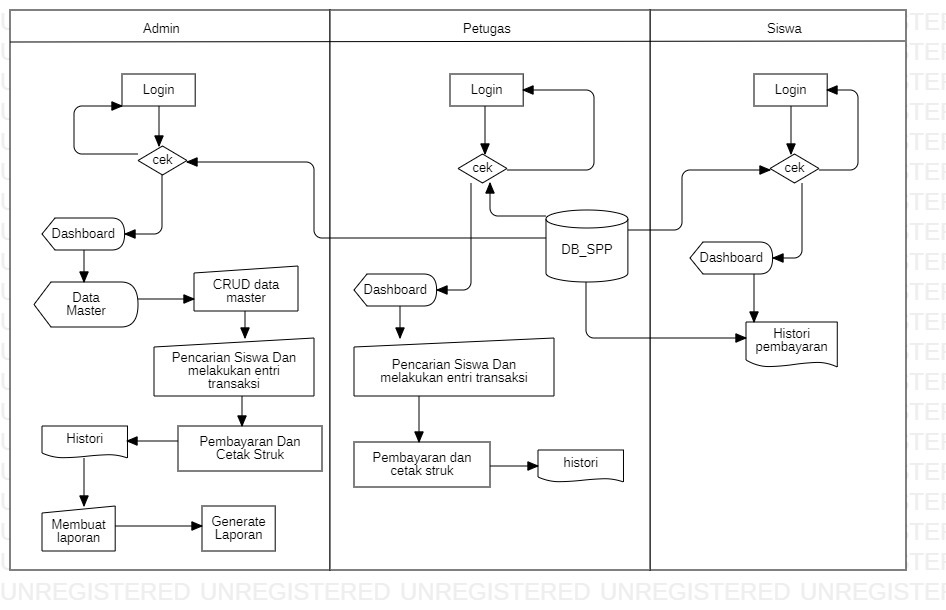 Admin
Petugas
Siswa
Login
cek
Dashboard
Data
Master
CRUD data
master
Pencarian Siswa Dan
melakukan entri
transaksi
Pembayaran Dan
Cetak Struk
Histori
Membuat
laporan
Generate
Laporan
Login
cek
DB_SPP
Dashboard
Pencarian Siswa Dan
melakukan entri transaksi
Pembayaran dan
cetak struk
histori
Login
cek
Dashboard
Histori
pembayaran
UNREGISTERED UNREGISTERED UNREGISTERED UNREGISTERED UNREGISTERED